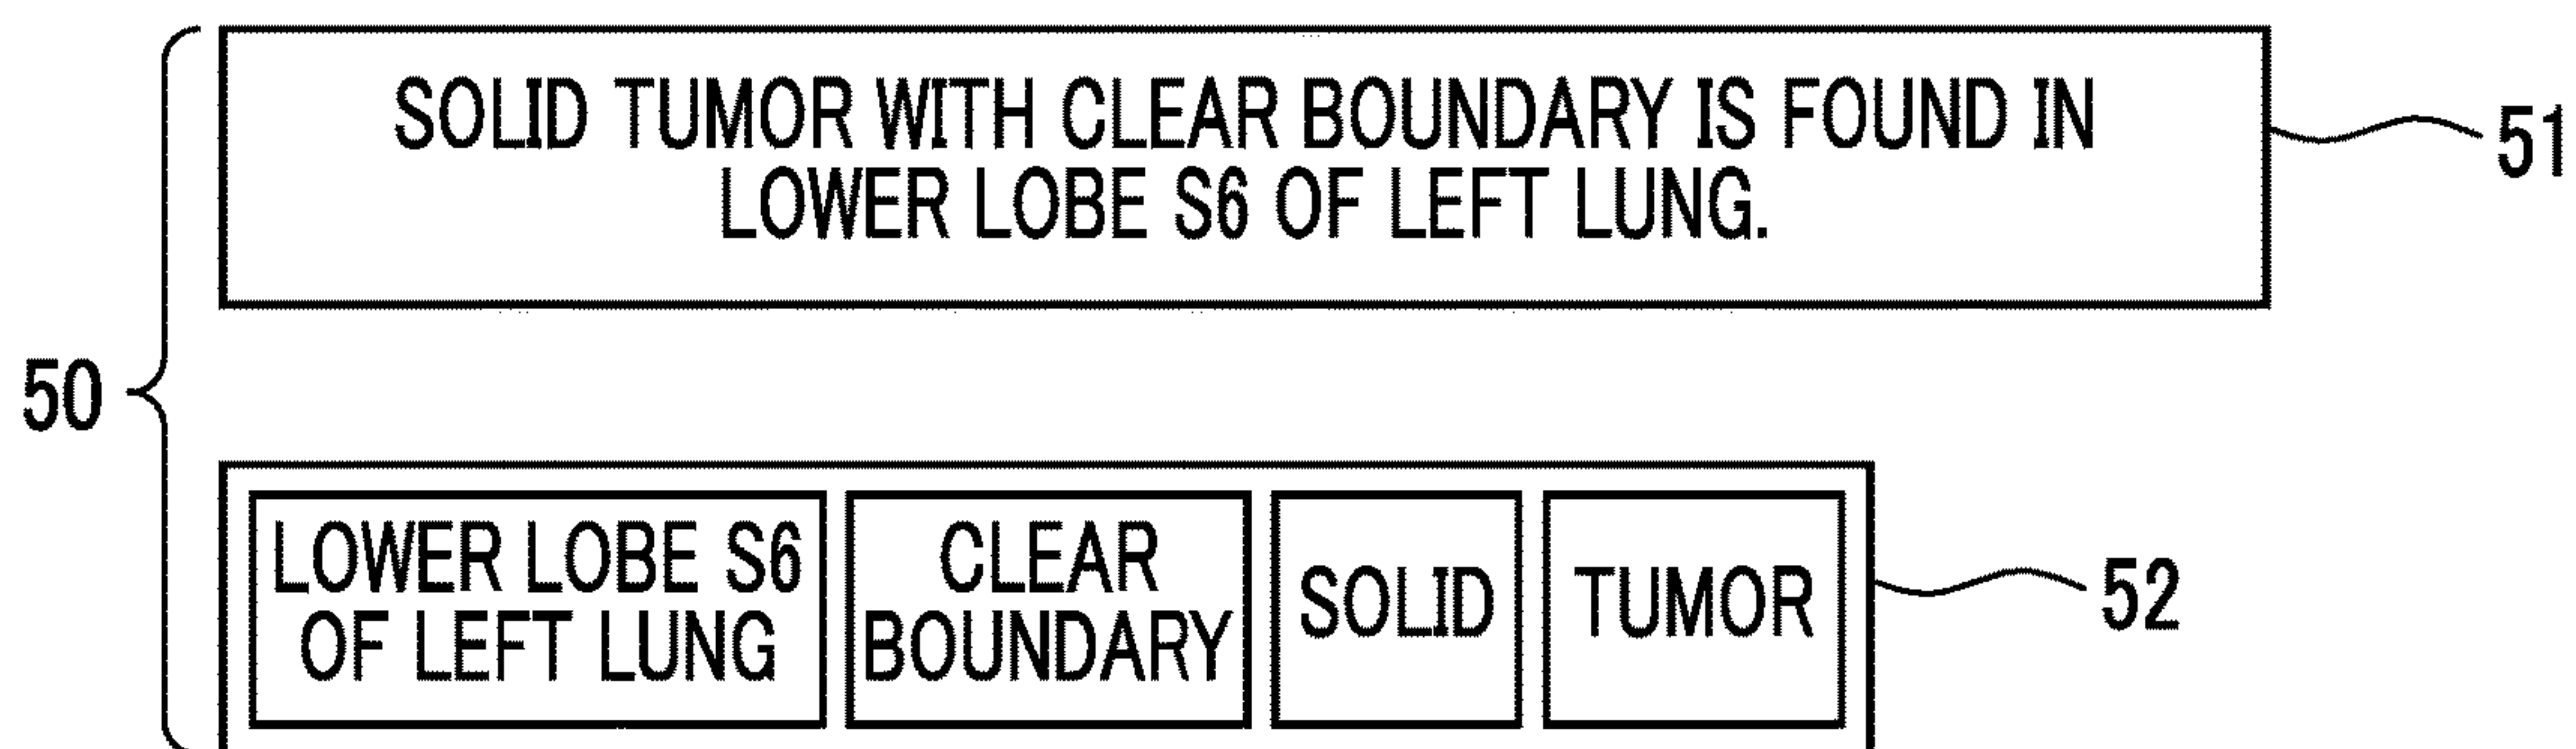 SOLID TUMOR WITH CLEAR BOUNDARY IS FOUND IN
LOWER LOBE S6 OF LEFT LUNG.
51
50
LOWER LOBE S6
OF LEFT LUNG
CLEAR
BOUNDARY
SOLID
TUMOR
52